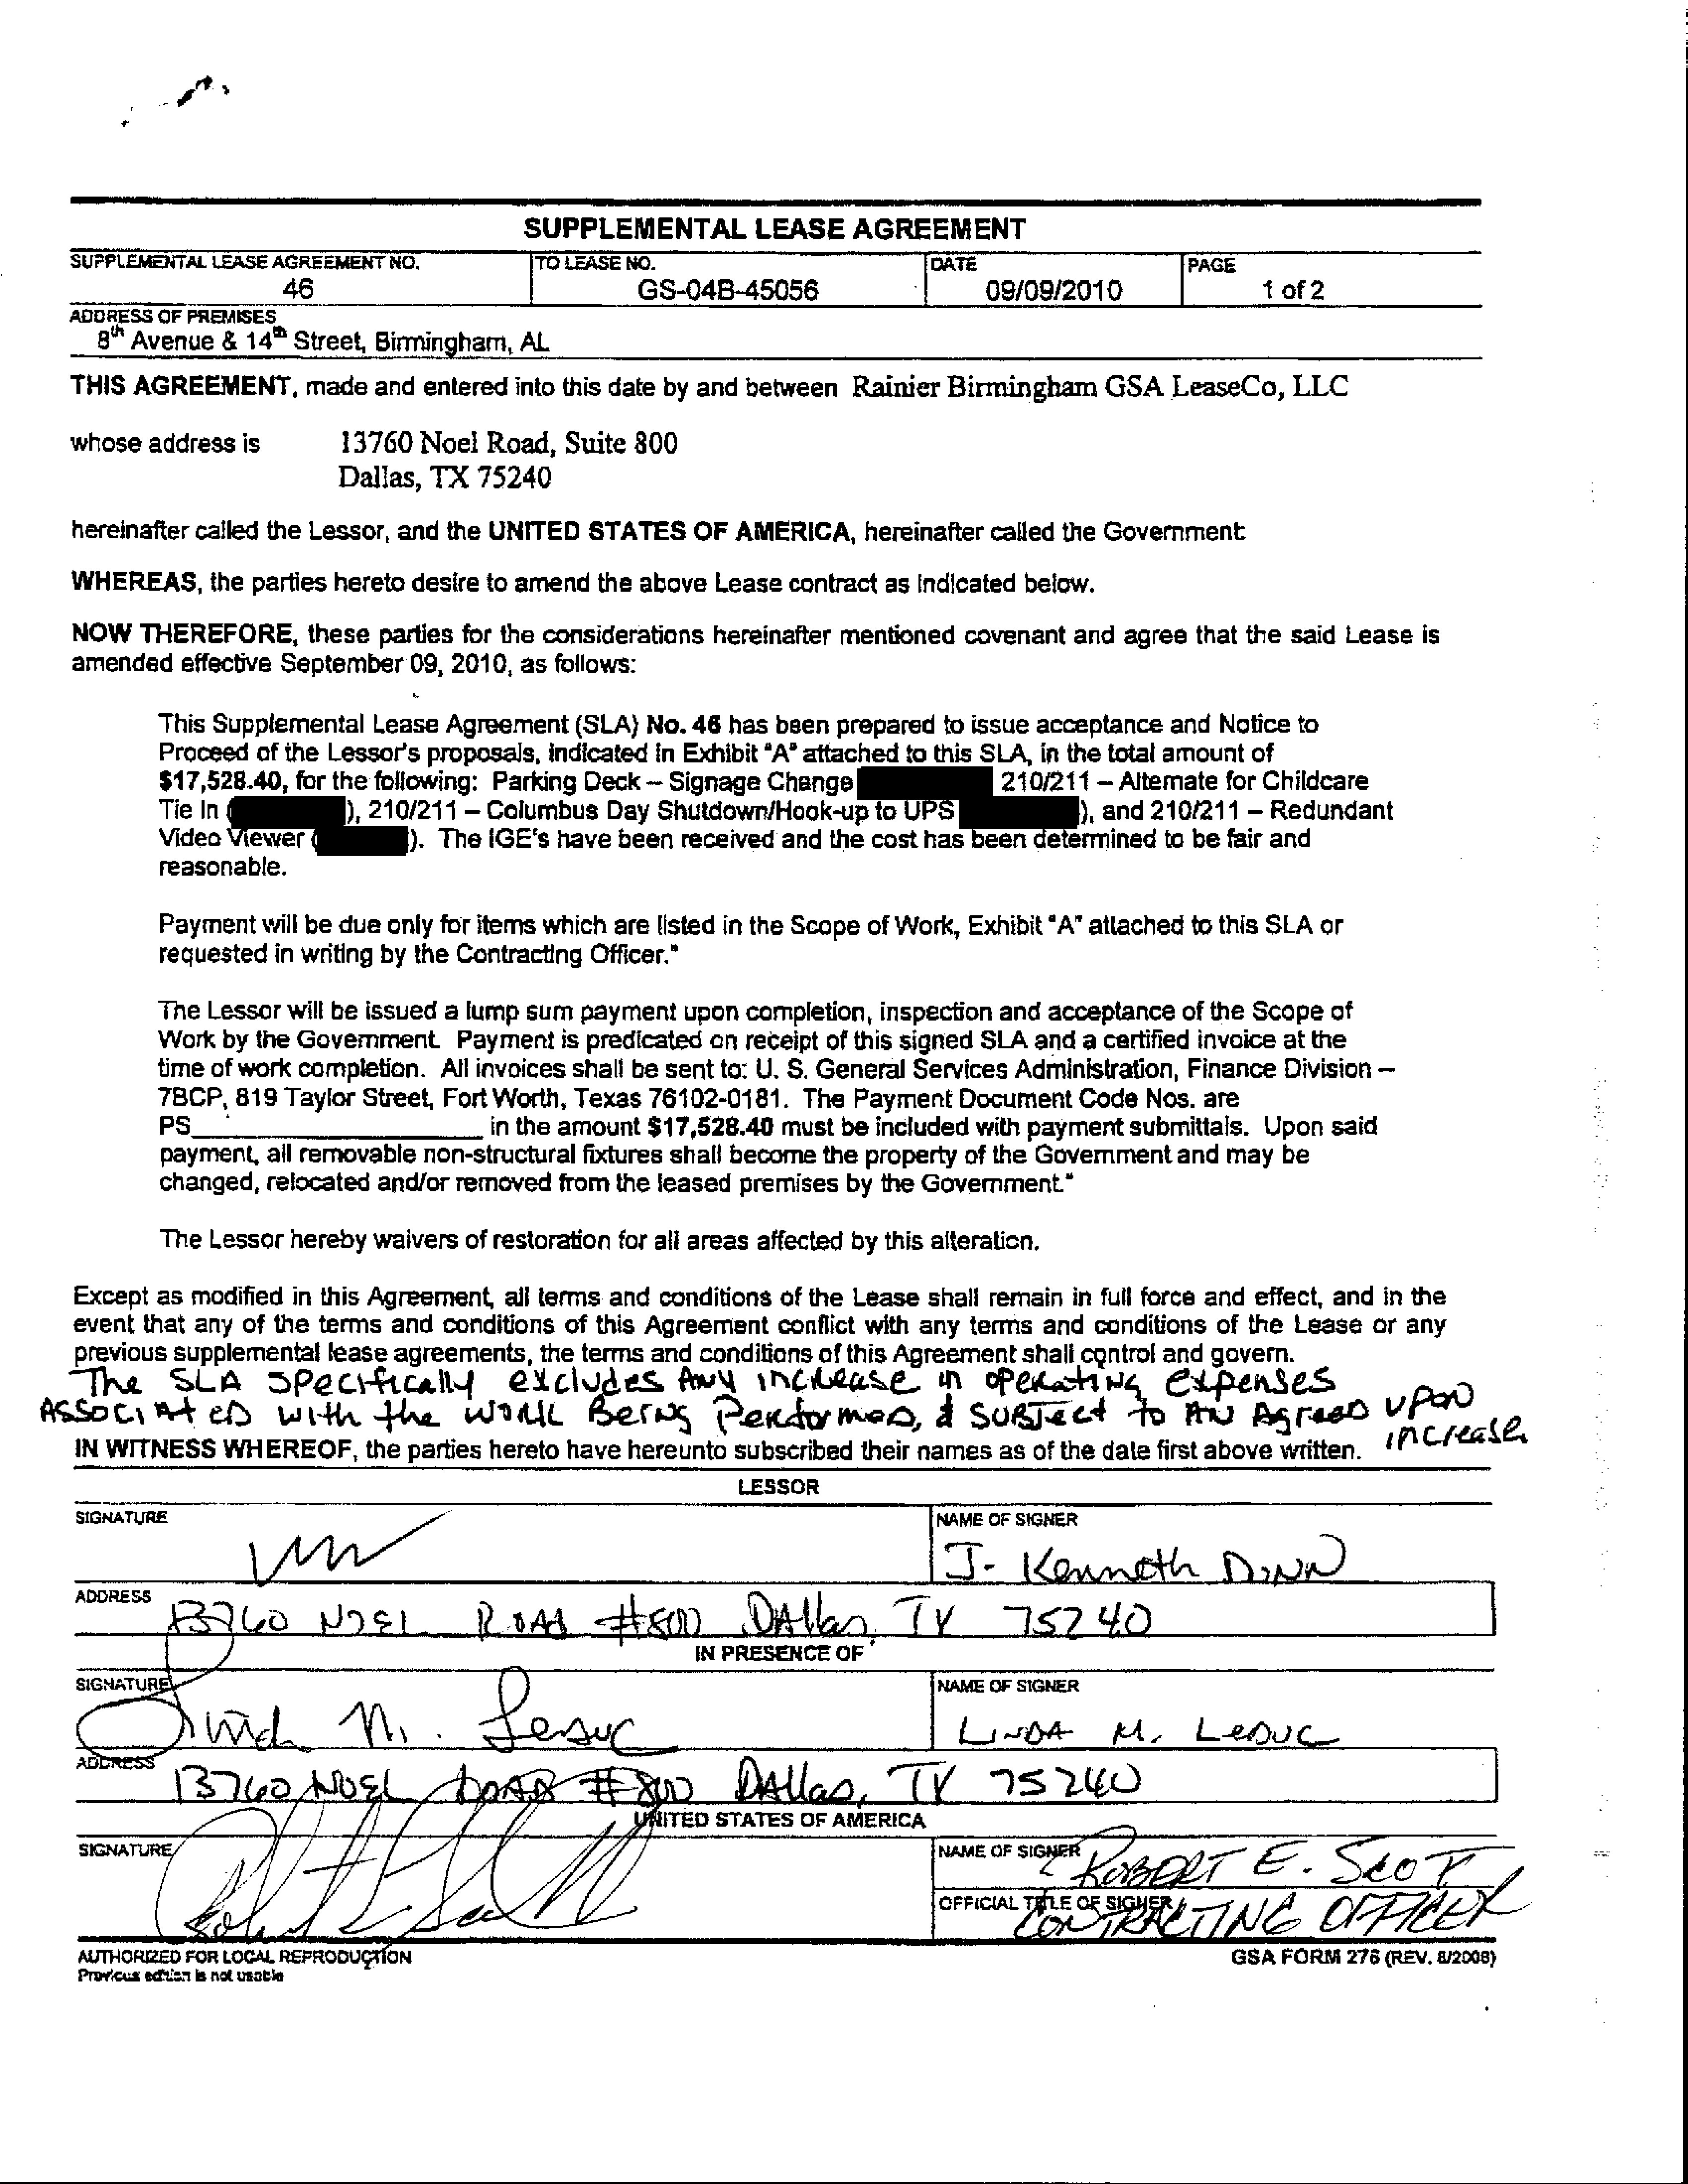 SUPPLEMENTAL LEASE AGREEMENT
SUPPLEMENTAL LEASE AGREEMENT NO.
46
TO LEASE NO.
GS-04B-45056
DATE
09/09/2010
PAGE
1 of 2
ADDRESS OF PREMISES
8th Avenue & 14th Street, Birmingham, AL
THIS AGREEMENT, made and entered into this date by and between Rainier Birmingham GSA LeaseCo, LLC
whose address is 13760 Noel Road, Suite 800
Dallas, TX 75240
hereinafter called the Lessor, and the UNITED STATES OF AMERICA, hereinafter called the Government
WHEREAS, the parties hereto desire to amend the above Lease contract as indicated below.
NOW THEREFORE, these parties for the considerations hereinafter mentioned covenant and agree that the said Lease is
amended effective September 09, 2010, as follows:
This Supplemental Lease Agreement (SLA) No. 46 has been prepared to issue acceptance and Notice to
Proceed of the Lessor's proposals, indicated in Exhibit "A" attached to this SLA, in the total amount of
$17,528.40, for the following: Parking Deck – Signage Change 210/211 – Alternate for Childcare
Tie In ( ), 210/211 – Columbus Day Shutdown/Hook-up to UPS ), and 210/211 – Redundant
Video Viewer ( ). The IGE's have been received and the cost has been determined to be fair and
reasonable.
Payment will be due only for items which are listed in the Scope of Work, Exhibit "A" attached to this SLA or
requested in writing by the Contracting Officer."
The Lessor will be issued a lump sum payment upon completion, inspection and acceptance of the Scope of
Work by the Government. Payment is predicated on receipt of this signed SLA and a certified invoice at the
time of work completion. All invoices shall be sent to: U. S. General Services Administration, Finance Division –
7BCP, 819 Taylor Street, Fort Worth, Texas 76102-0181. The Payment Document Code Nos. are
PS____________________ in the amount $17,528.40 must be included with payment submittals. Upon said
payment, all removable non-structural fixtures shall become the property of the Government and may be
changed, relocated and/or removed from the leased premises by the Government."
The Lessor hereby waivers of restoration for all areas affected by this alteration.
Except as modified in this Agreement, all terms and conditions of the Lease shall remain in full force and effect, and in the
event that any of the terms and conditions of this Agreement conflict with any terms and conditions of the Lease or any
previous supplemental lease agreements, the terms and conditions of this Agreement shall control and govern.
The SLA Specifically excludes Any increase in operating expenses
Associated with the work Being Performed, & SUBJect to AN Agreed UPON
increase
IN WITNESS WHEREOF, the parties hereto have hereunto subscribed their names as of the date first above written.
LESSOR
SIGNATURE
NAME OF SIGNER
J. Kenneth Dunn
ADDRESS
13760 NOEL ROAD #800 DAllas, TX 75240
IN PRESENCE OF
SIGNATURE
Linda M. Leduc
NAME OF SIGNER
LINDA M. LeDUC
ADDRESS
13760 NOEL ROAD #800 DAllas, TX 75240
UNITED STATES OF AMERICA
SIGNATURE
NAME OF SIGNER
ROBERT E. SCOTT
OFFICIAL TITLE OF SIGNER
CONTRACTING OFFICER
AUTHORIZED FOR LOCAL REPRODUCTION
Previous edition is not usable
GSA FORM 276 (REV. 8/2008)